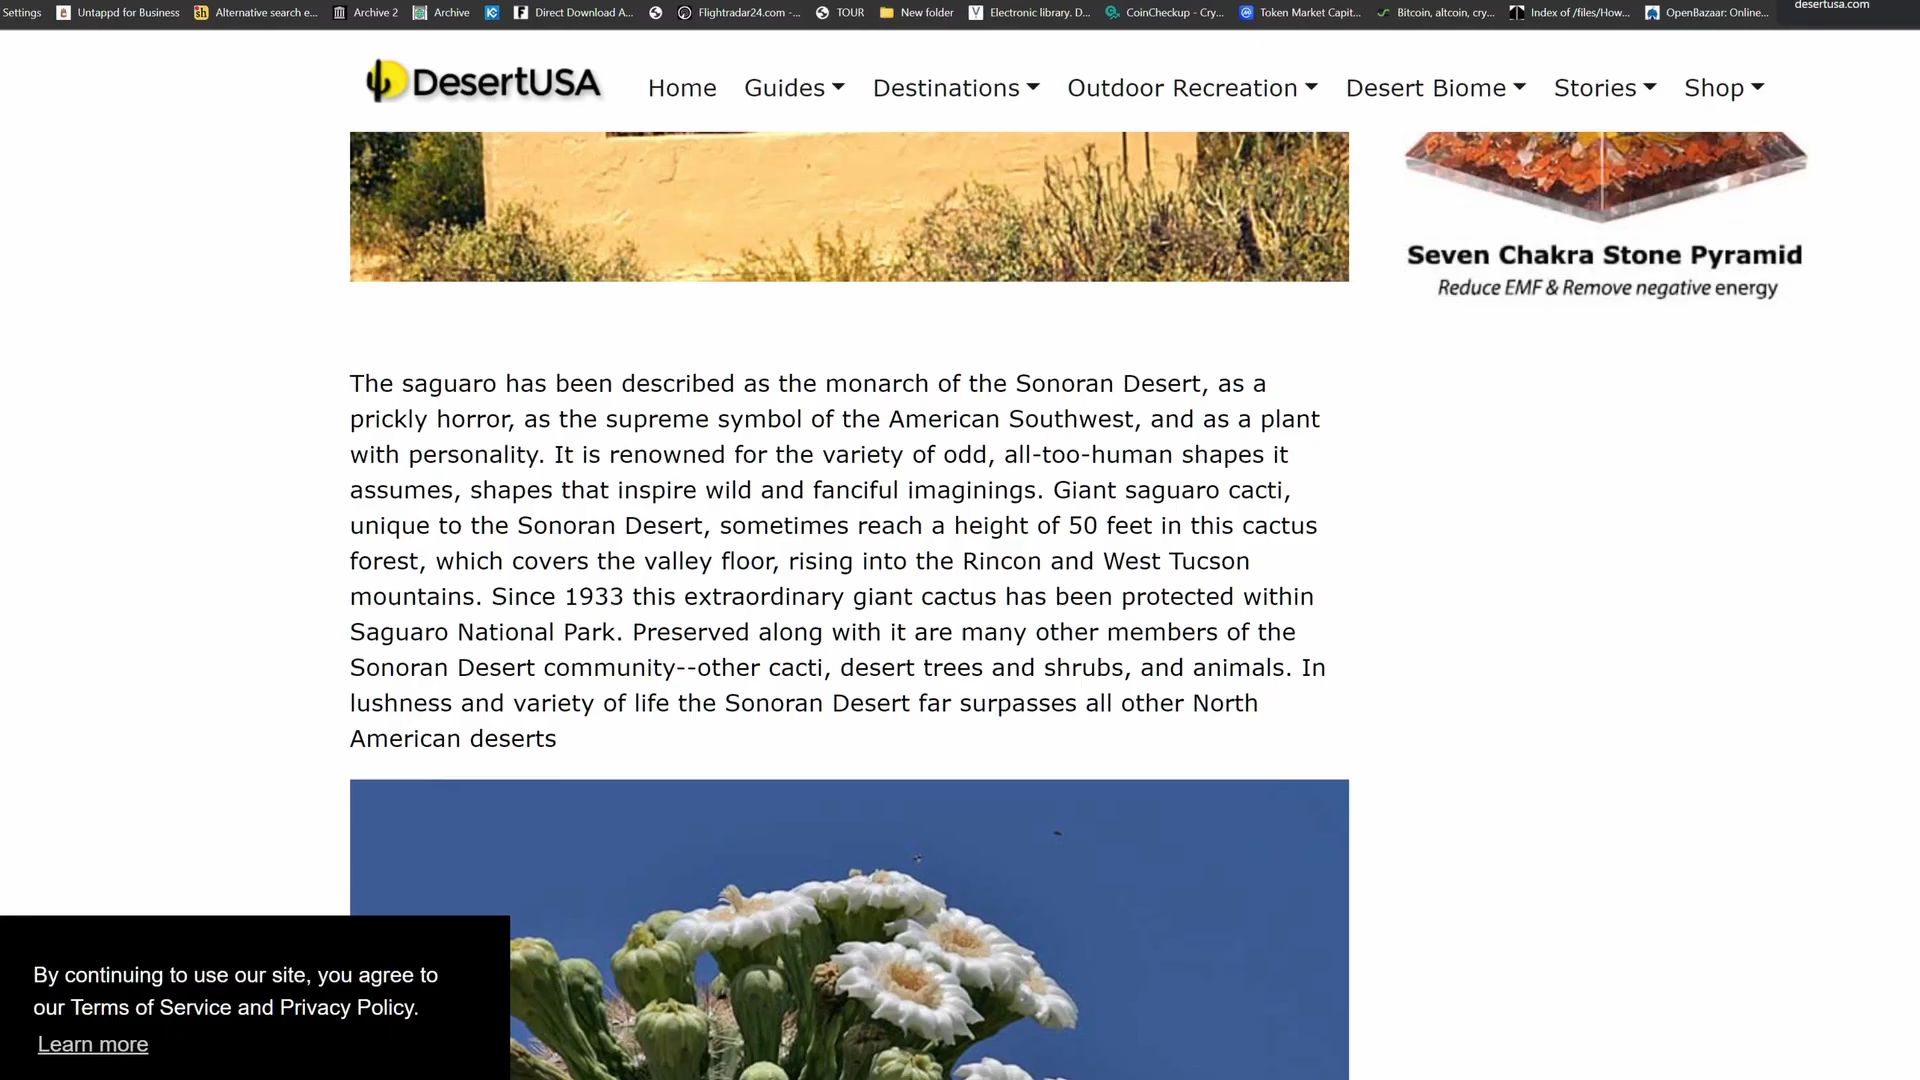 Settings Untappd for Business Alternative search e... Archive 2 Archive Direct Download A... Flightradar24.com -... TOUR New folder Electronic library. D... CoinCheckup - Cry... Token Market Capit... Bitcoin, altcoin, cry... Index of /files/How... OpenBazaar: Online... desertusa.com
DesertUSA Home Guides Destinations Outdoor Recreation Desert Biome Stories Shop
Seven Chakra Stone Pyramid
Reduce EMF & Remove negative energy
The saguaro has been described as the monarch of the Sonoran Desert, as a
prickly horror, as the supreme symbol of the American Southwest, and as a plant
with personality. It is renowned for the variety of odd, all-too-human shapes it
assumes, shapes that inspire wild and fanciful imaginings. Giant saguaro cacti,
unique to the Sonoran Desert, sometimes reach a height of 50 feet in this cactus
forest, which covers the valley floor, rising into the Rincon and West Tucson
mountains. Since 1933 this extraordinary giant cactus has been protected within
Saguaro National Park. Preserved along with it are many other members of the
Sonoran Desert community--other cacti, desert trees and shrubs, and animals. In
lushness and variety of life the Sonoran Desert far surpasses all other North
American deserts
By continuing to use our site, you agree to
our Terms of Service and Privacy Policy.
Learn more